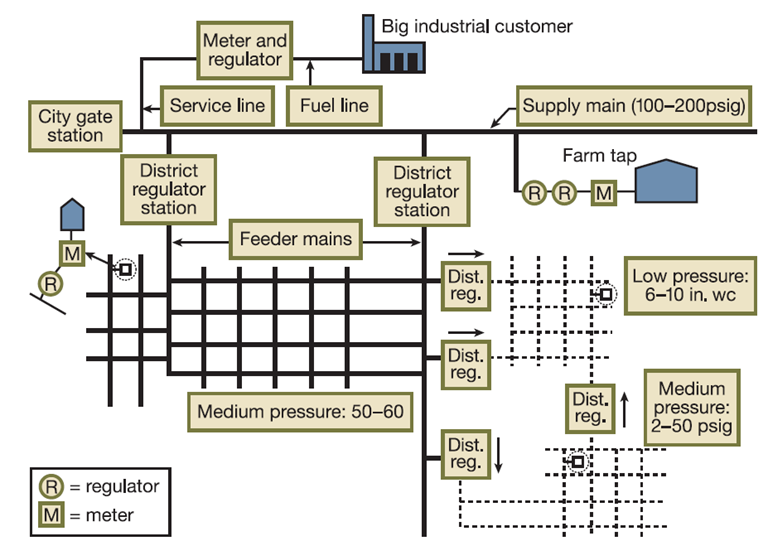 Big industrial customer
Meter and
regulator
Service line
Fuel line
Supply main (100–200psig)
City gate
station
District
regulator
station
District
regulator
station
Farm tap
R
R
M
Feeder mains
M
R
Dist.
reg.
Low pressure:
6–10 in. wc
Dist.
reg.
Dist.
reg.
Medium
pressure:
2–50 psig
Medium pressure: 50–60
Dist.
reg.
R = regulator
M = meter